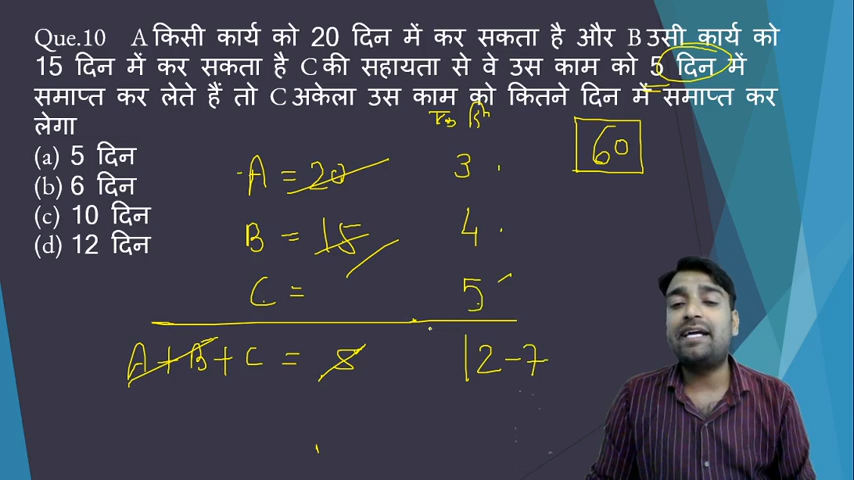 Que.10 A किसी कार्य को 20 दिन में कर सकता है और B उसी कार्य को
15 दिन में कर सकता है C की सहायता से वे उस काम को 5 दिन में
समाप्त कर लेते हैं तो C अकेला उस काम को कितने दिन में समाप्त कर
लेगा
(a) 5 दिन
(b) 6 दिन
(c) 10 दिन
(d) 12 दिन
60
A = 20 3
B = 15 4
C = 5
A + B + C = 12-7